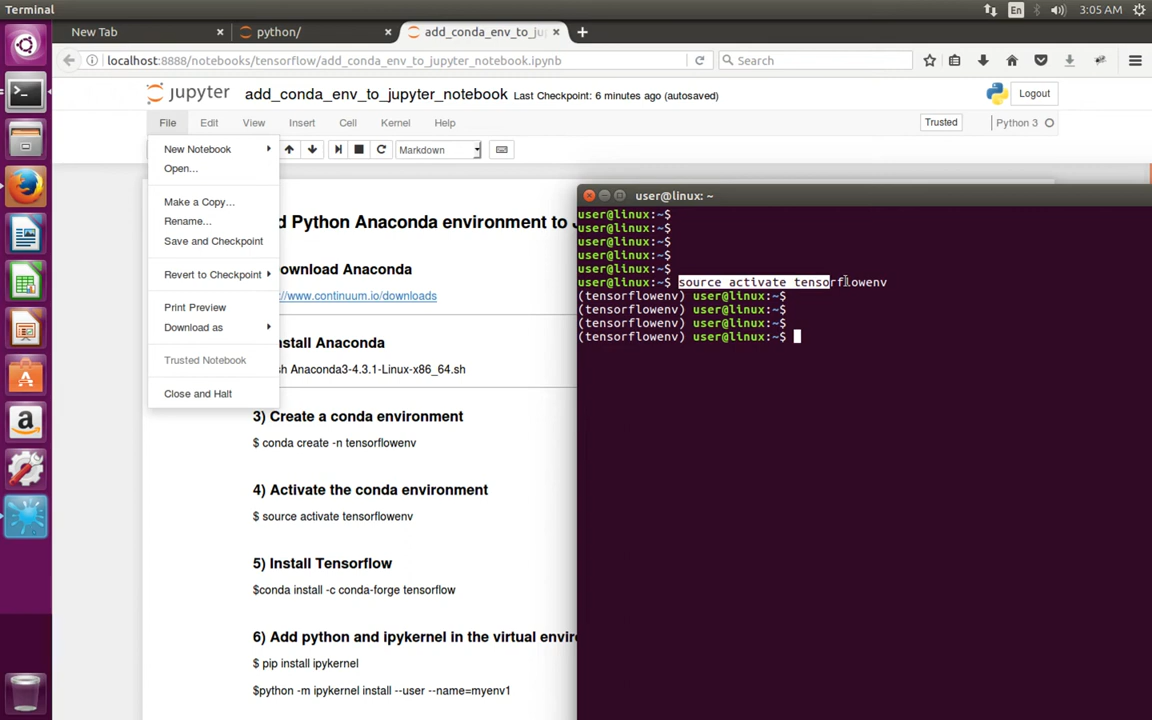 Terminal
En
3:05 AM
New Tab
python/
add_conda_env_to_ju
localhost:8888/notebooks/tensorflow/add_conda_env_to_jupyter_notebook.ipynb
Search
jupyter
add_conda_env_to_jupyter_notebook Last Checkpoint: 6 minutes ago (autosaved)
Logout
File Edit View Insert Cell Kernel Help
Trusted
Python 3
Markdown
New Notebook
Open...
Make a Copy...
Rename...
Save and Checkpoint
Revert to Checkpoint
Print Preview
Download as
Trusted Notebook
Close and Halt
d Python Anaconda environment to
ownload Anaconda
://www.continuum.io/downloads
nstall Anaconda
sh Anaconda3-4.3.1-Linux-x86_64.sh
3) Create a conda environment
$ conda create -n tensorflowenv
4) Activate the conda environment
$ source activate tensorflowenv
5) Install Tensorflow
$conda install -c conda-forge tensorflow
6) Add python and ipykernel in the virtual envir
$ pip install ipykernel
$python -m ipykernel install --user --name=myenv1
user@linux: ~
user@linux:~$
user@linux:~$
user@linux:~$
user@linux:~$
user@linux:~$
user@linux:~$ source activate tensorflowenv
(tensorflowenv) user@linux:~$
(tensorflowenv) user@linux:~$
(tensorflowenv) user@linux:~$
(tensorflowenv) user@linux:~$